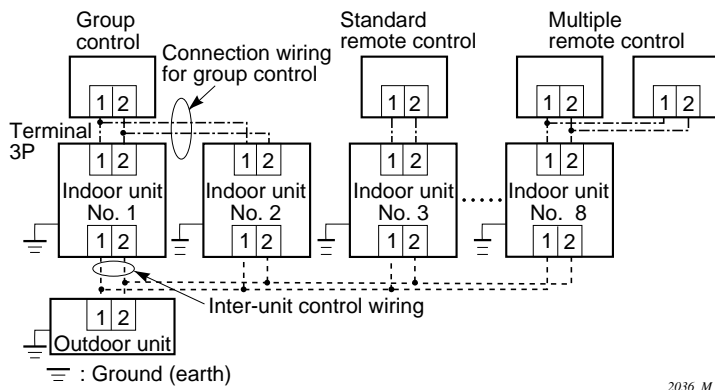 Group control
Standard remote control
Multiple remote control
Connection wiring for group control
1 2
1 2
1 2
1 2
Terminal 3P
1 2
1 2
1 2
1 2
Indoor unit No. 1
Indoor unit No. 2
Indoor unit No. 3
Indoor unit No. 8
1 2
1 2
1 2
1 2
Inter-unit control wiring
1 2
Outdoor unit
: Ground (earth)
2036_M